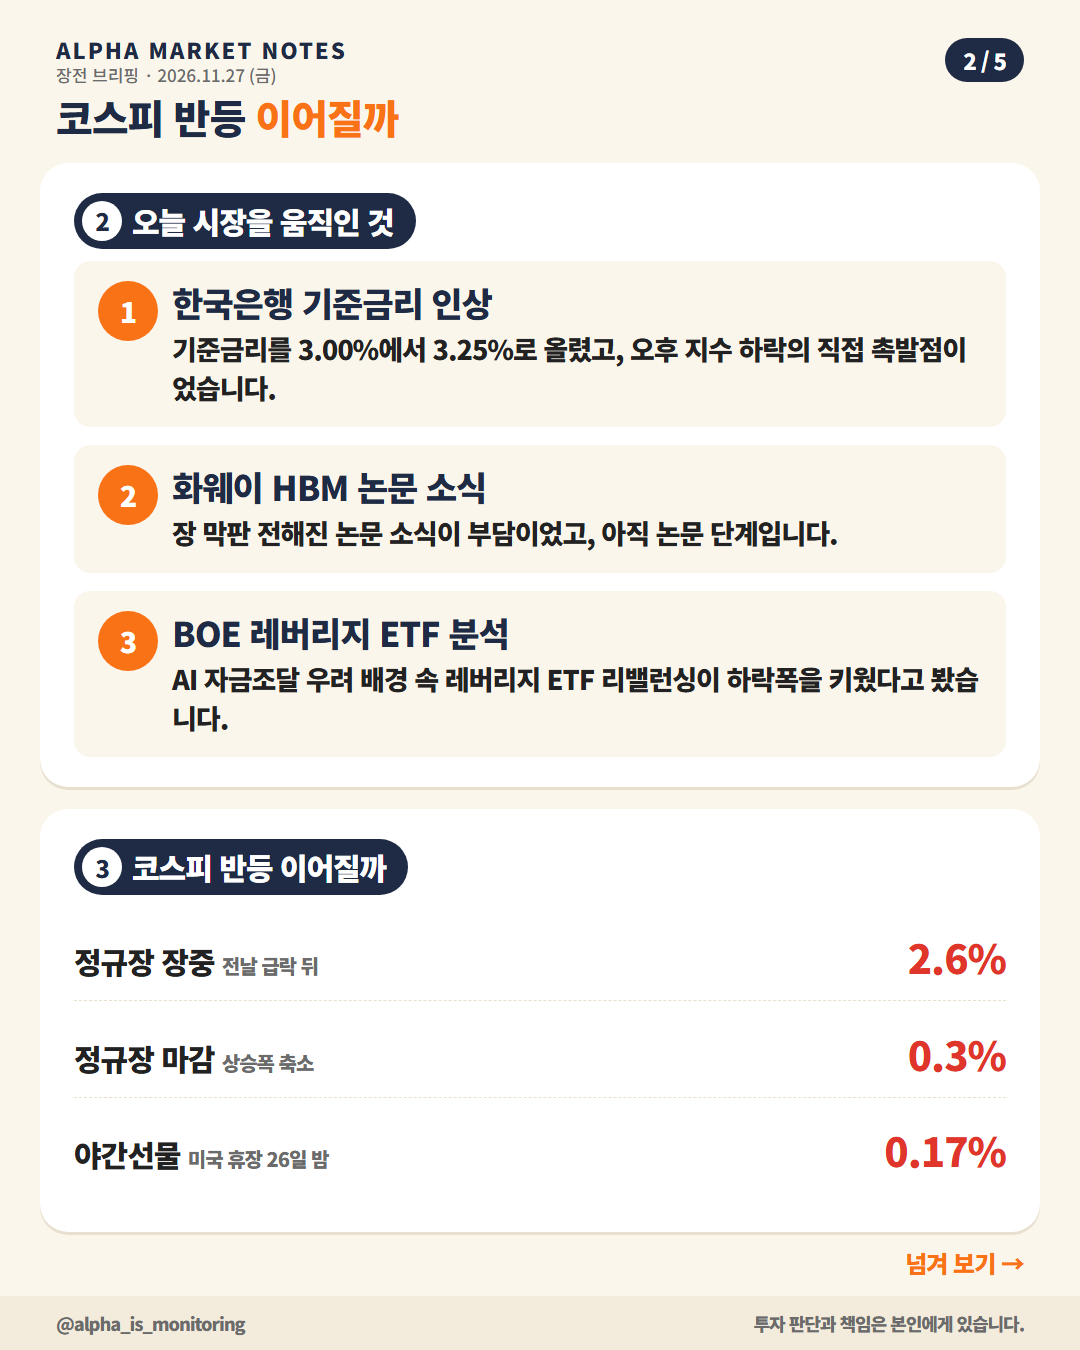 ALPHA MARKET NOTES
장전 브리핑 · 2026.11.27 (금)
2 / 5
코스피 반등 이어질까
2 오늘 시장을 움직인 것
1 한국은행 기준금리 인상
기준금리를 3.00%에서 3.25%로 올렸고, 오후 지수 하락의 직접 촉발점이
었습니다.
2 화웨이 HBM 논문 소식
장 막판 전해진 논문 소식이 부담이었고, 아직 논문 단계입니다.
3 BOE 레버리지 ETF 분석
AI 자금조달 우려 배경 속 레버리지 ETF 리밸런싱이 하락폭을 키웠다고 봤습
니다.
3 코스피 반등 이어질까
정규장 장중 전날 급락 뒤 2.6%
정규장 마감 상승폭 축소 0.3%
야간선물 미국 휴장 26일 밤 0.17%
넘겨 보기 →
@alpha_is_monitoring
투자 판단과 책임은 본인에게 있습니다.